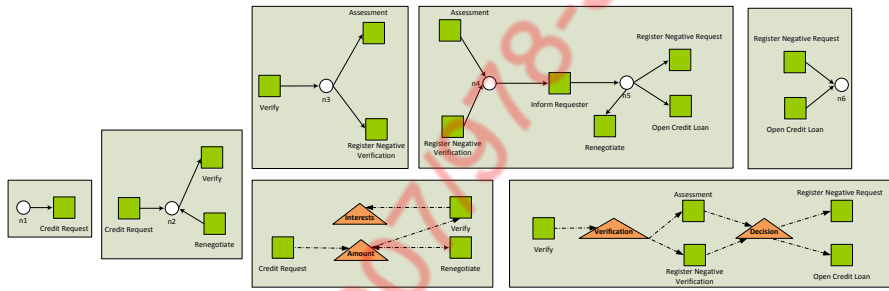 n1
Credit Request
Credit Request
n2
Verify
Renegotiate
Verify
n3
Assessment
Register Negative
Verification
Assessment
Register Negative
Verification
n4
Inform Requester
n5
Register Negative Request
Open Credit Loan
Renegotiate
Register Negative Request
Open Credit Loan
n6
Interests
Verify
Credit Request
Amount
Renegotiate
Verify
Verification
Assessment
Register Negative
Verification
Decision
Register Negative Request
Open Credit Loan
007/978-